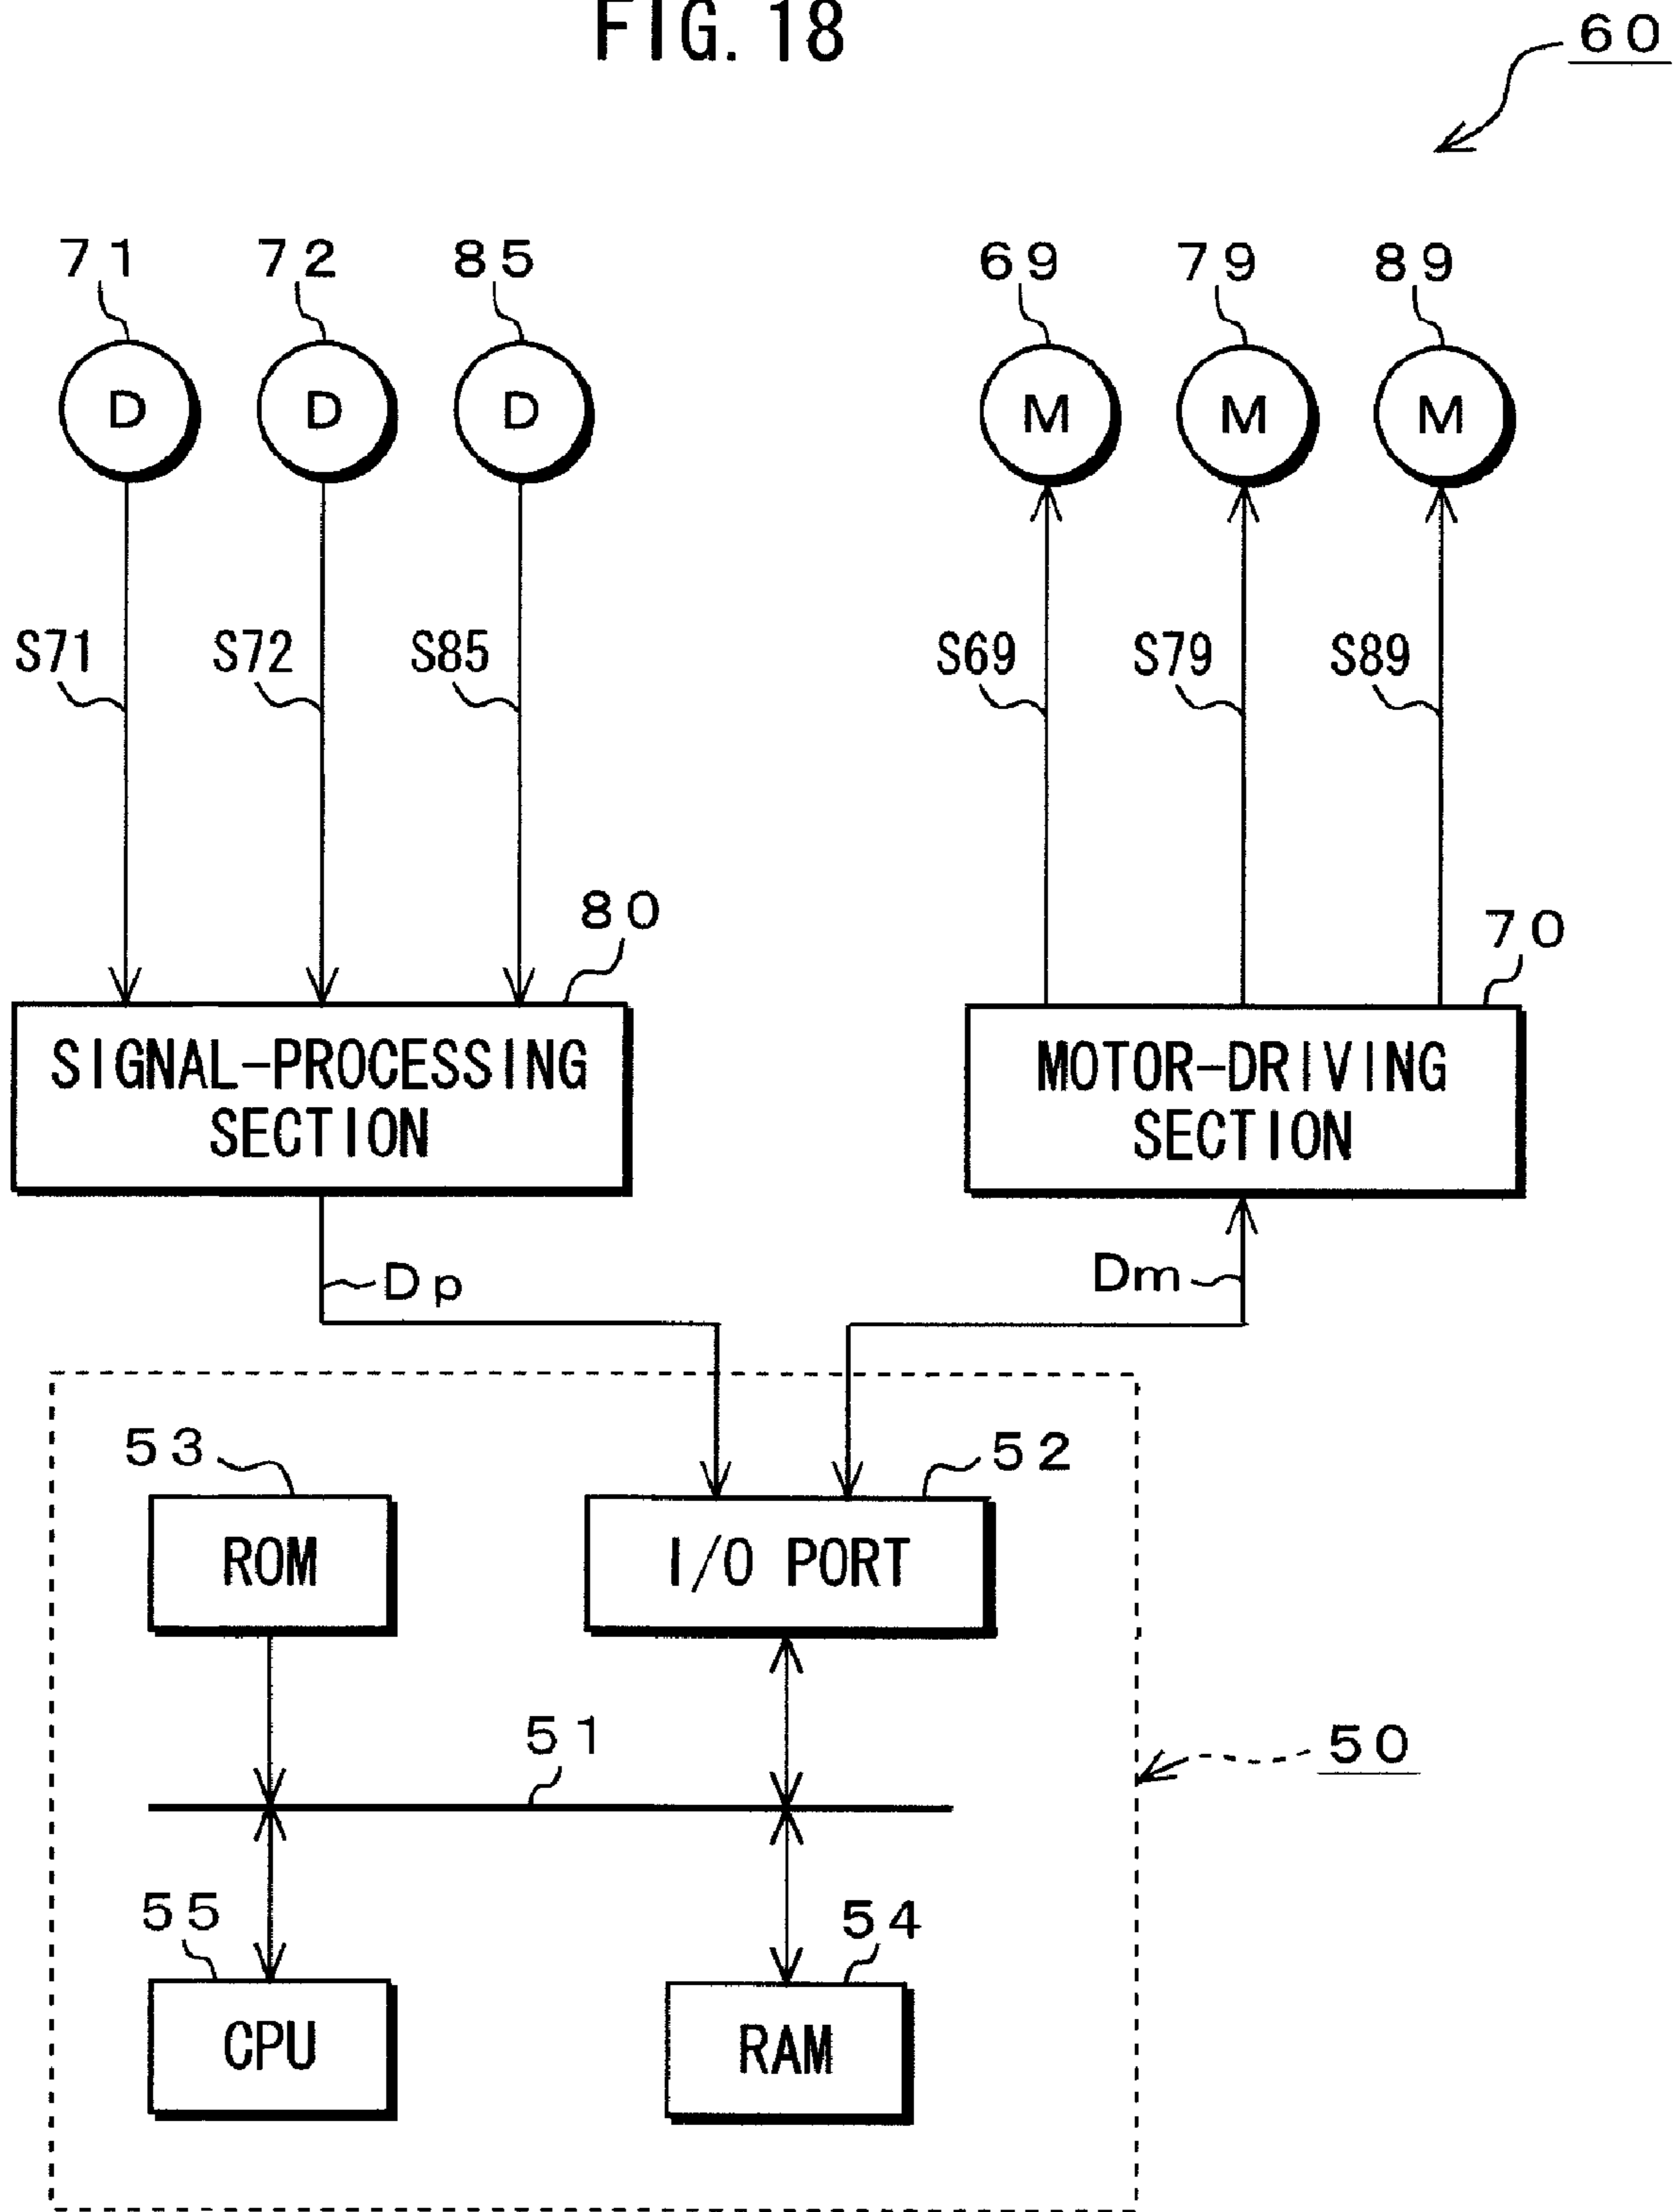 FIG. 18
60
71 72 85 69 79 89
D D D M M M
S71 S72 S85 S69 S79 S89
80
70
SIGNAL-PROCESSING
SECTION
MOTOR-DRIVING
SECTION
Dp
Dm
53
52
ROM
I/O PORT
51
50
55
54
CPU
RAM